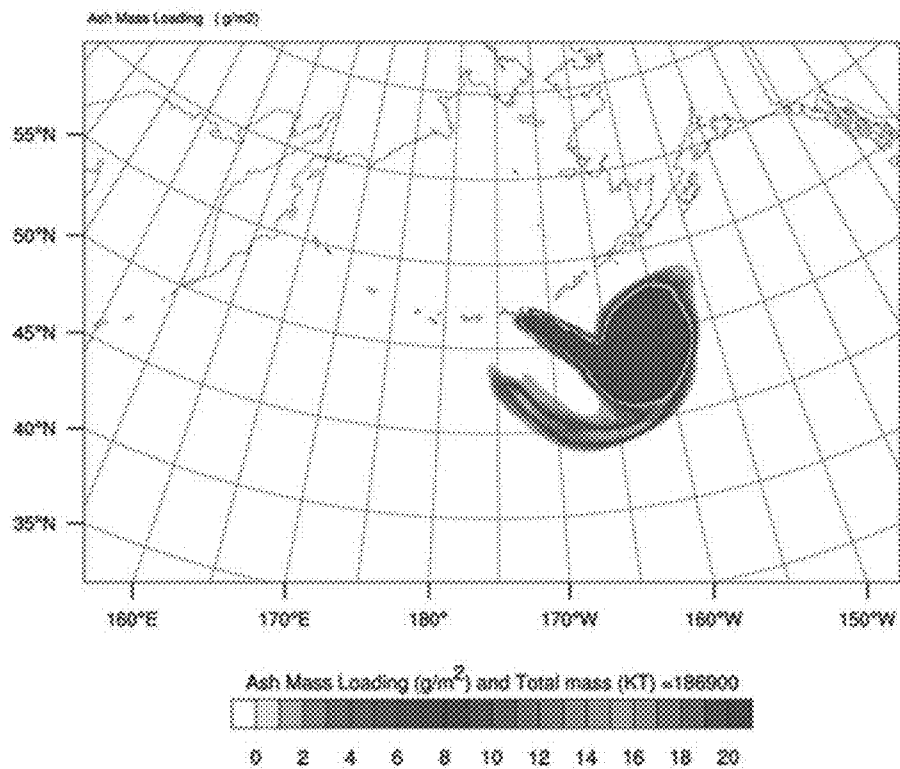 Ash Mass Loading (g/m2)
55°N
50°N
45°N
40°N
35°N
160°E 170°E 180° 170°W 160°W 150°W
Ash Mass Loading (g/m²) and Total mass (KT) =186900
0 2 4 6 8 10 12 14 16 18 20